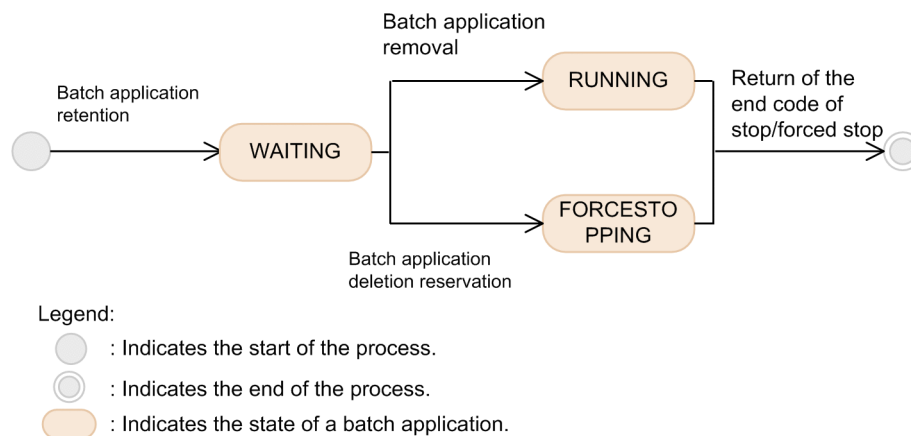 Batch application
removal
Batch application
retention
RUNNING
Return of the
end code of
stop/forced stop
WAITING
FORCESTO
PPING
Batch application
deletion reservation
Legend:
: Indicates the start of the process.
: Indicates the end of the process.
: Indicates the state of a batch application.